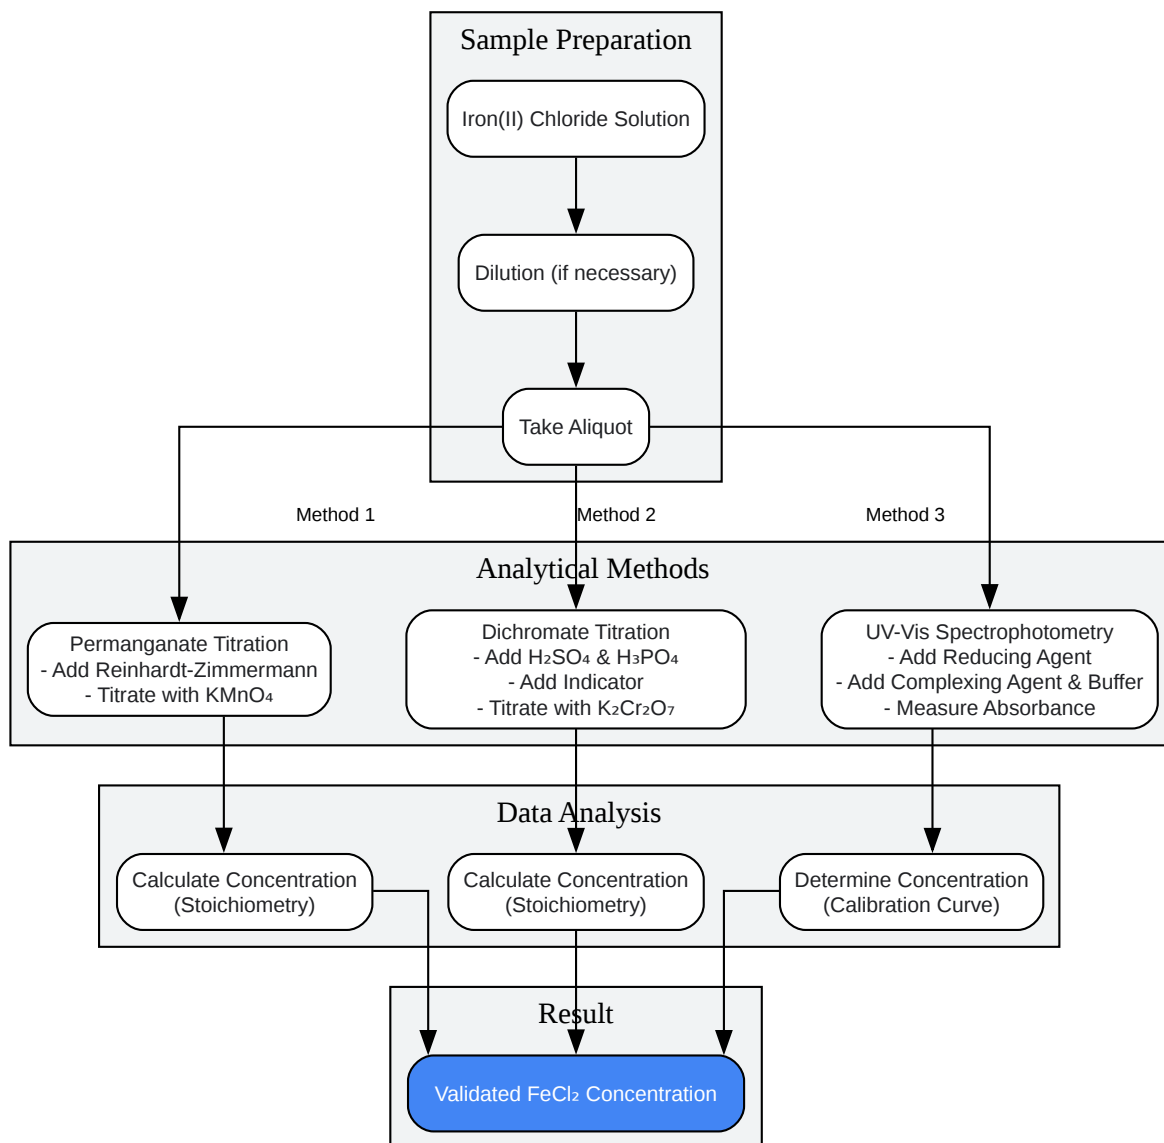 Sample Preparation
Iron(II) Chloride Solution
Dilution (if necessary)
Take Aliquot
Method 1
Method 2
Method 3
Analytical Methods
Permanganate Titration
- Add Reinhardt-Zimmermann
- Titrate with KMnO₄
Dichromate Titration
- Add H₂SO₄ & H₃PO₄
- Add Indicator
- Titrate with K₂Cr₂O₇
UV-Vis Spectrophotometry
- Add Reducing Agent
- Add Complexing Agent & Buffer
- Measure Absorbance
Data Analysis
Calculate Concentration
(Stoichiometry)
Calculate Concentration
(Stoichiometry)
Determine Concentration
(Calibration Curve)
Result
Validated FeCl₂ Concentration